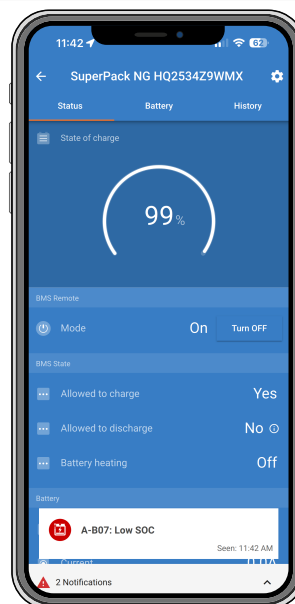 11:42 62
SuperPack NG HQ2534Z9WMX
Status Battery History
State of charge
99%
BMS Remote
Mode On Turn OFF
BMS State
Allowed to charge Yes
Allowed to discharge No
Battery heating Off
Battery
A-B07: Low SOC
Seen: 11:42 AM
Current 0.0A
2 Notifications